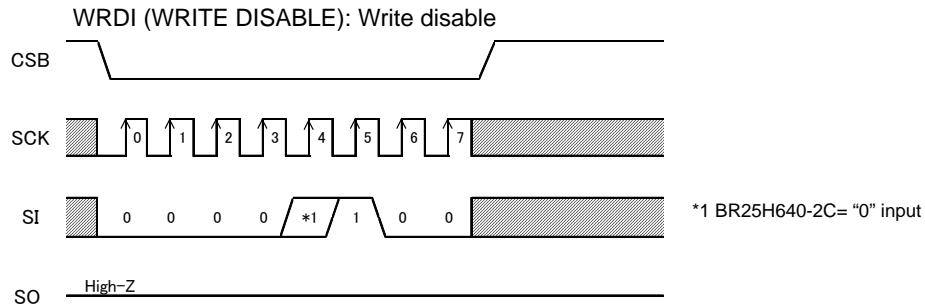 WRDI (WRITE DISABLE): Write disable
CSB
SCK 0 1 2 3 4 5 6 7
SI 0 0 0 0 *1 1 0 0
*1 BR25H640-2C= “0” input
High-Z
SO